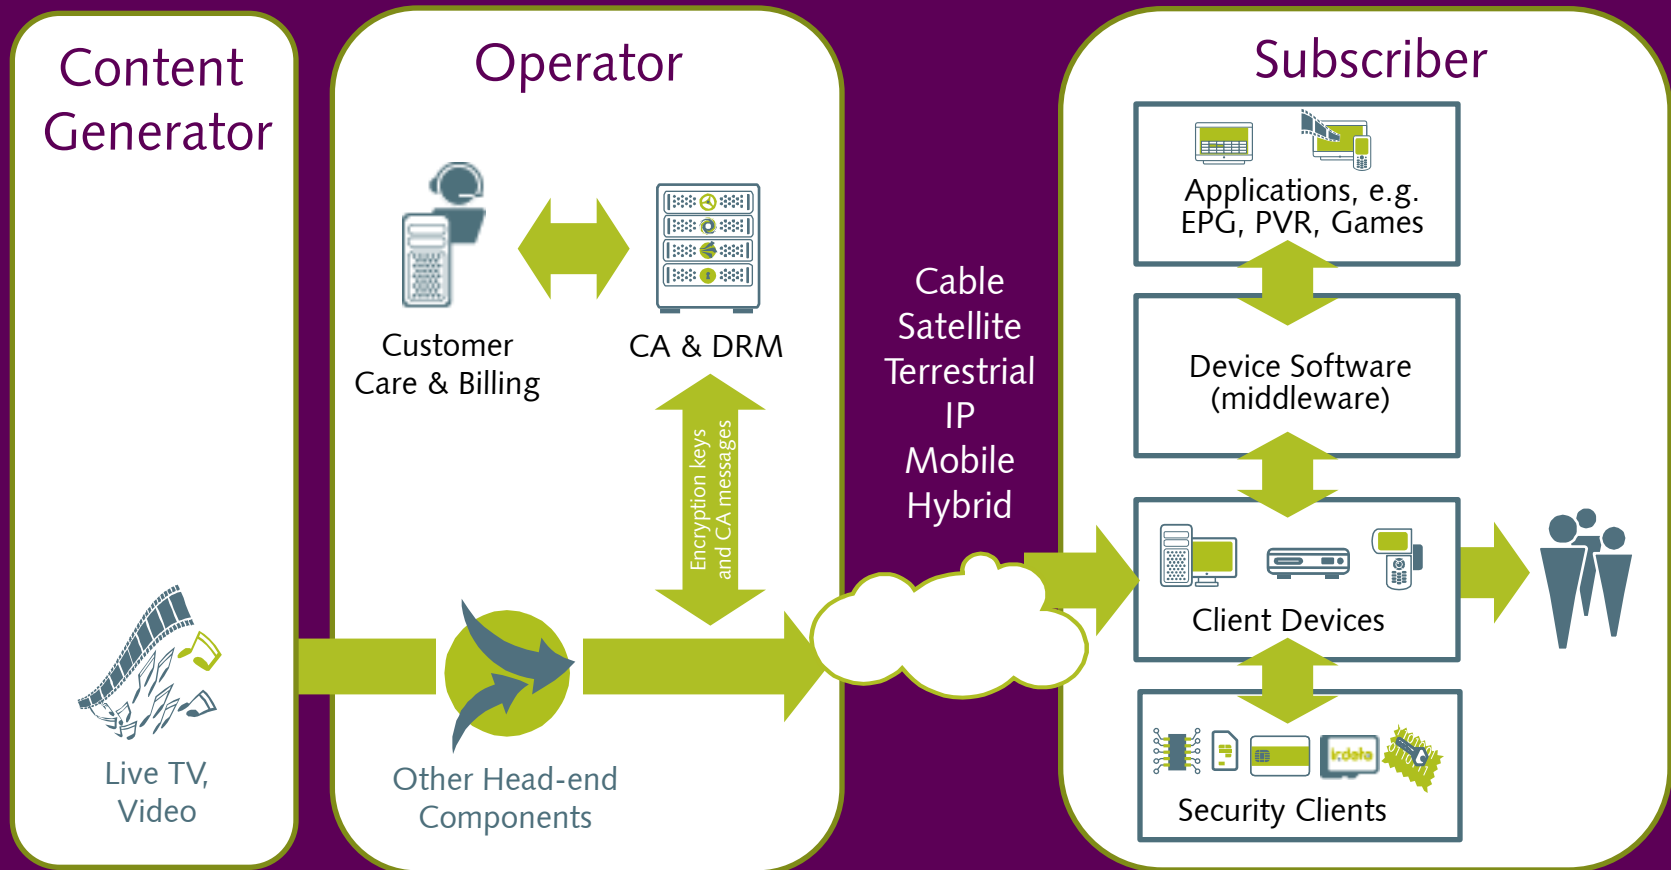 Content
Generator
Live TV,
Video
Operator
Customer
Care & Billing
CA & DRM
Encryption keys
and CA messages
Other Head-end
Components
Cable
Satellite
Terrestrial
IP
Mobile
Hybrid
Subscriber
Applications, e.g.
EPG, PVR, Games
Device Software
(middleware)
Client Devices
Security Clients